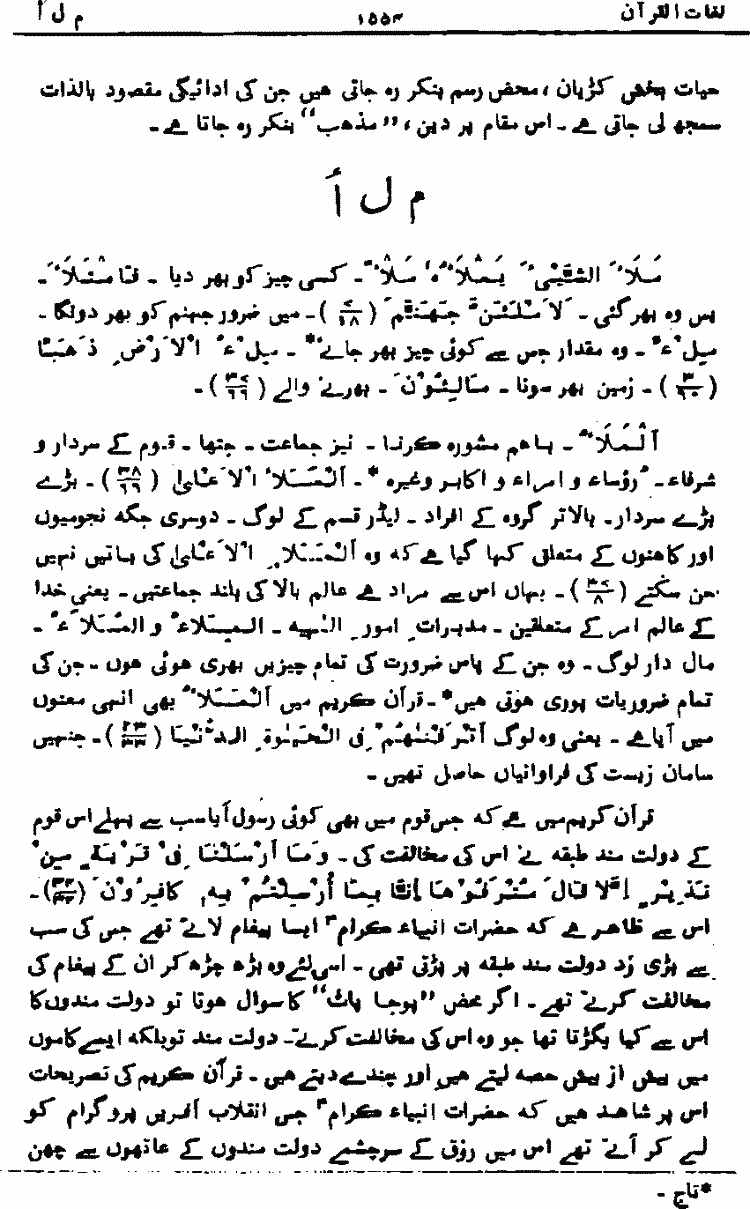 لغات القرآن ۱۵۵۴ م ل أ
حیات بخش کڑیاں ، محض رسم بنکر رہ جاتی ہیں جن کی ادائیگی مقصود بالذات
سمجھ لی جاتی ہے ۔ اس مقام پر دین ، ”مذہب“ بنکر رہ جاتا ہے ۔
م ل أ
مَلَأَ الشَّیْئَ یَمْلَأُہٗ مَلْأً ۔ کسی چیز کو بھر دیا ۔ فَامْتَلَأَ ۔
پس وہ بھر گئی ۔ لَأَمْلَئَنَّ جَہَنَّمَ (۷/۱۸) ۔ میں ضرور جہنم کو بھر دونگا ۔
مِلْءٌ ۔ وہ مقدار جس سے کوئی چیز بھر جائے* ۔ مِلْءُ الْاَرْضِ ذَھَبًا
(۳/۹۰) ۔ زمین بھر سونا ۔ مَالِئُوْنَ ۔ بھرنے والے (۳۷/۶۶) ۔
اَلْمَلَأُ ۔ باہم مشورہ کرنا ۔ نیز جماعت ۔ جتھا ۔ قوم کے سردار و
شرفاء ۔ رؤساء و امراء و اکابر وغیرہ* ۔ اَلْمَلَاُ الْاَعْلیٰ (۳۸/۶۹) ۔ بڑے
بڑے سردار ۔ بالاتر گروہ کے افراد ۔ لیڈر قسم کے لوگ ۔ دوسری جگہ نجومیوں
اور کاہنوں کے متعلق کہا گیا ہے کہ وہ اَلْمَلَاِ الْاَعْلیٰ کی باتیں نہیں
سن سکتے (۳۷/۸) ۔ یہاں اس سے مراد ہے عالم بالا کی بلند جماعتیں ۔ یعنی خدا
کے عالم امر کے متعلقین ۔ مدبرات امور الٰہیہ ۔ المِلَاءُ و المُلَآءُ ۔
مال دار لوگ ۔ وہ جن کے پاس ضرورت کی تمام چیزیں بھری ہوئی ہوں ۔ جن کی
تمام ضروریات پوری ہوتی ہیں* ۔ قرآن کریم میں اَلْمَلَاُ بھی انہی معنوں
میں آیا ہے ۔ یعنی وہ لوگ اَتْرَفْنٰہُمْ فِی الْحَیٰوۃِ الدُّنْیَا (۲۳/۳۳) ۔ جنہیں
سامان زیست کی فراوانیاں حاصل تھیں ۔
قرآن کریم میں ہے کہ جس قوم میں بھی کوئی رسول آیا سب سے پہلے اس قوم
کے دولت مند طبقہ نے اس کی مخالفت کی ۔ وَمَا اَرْسَلْنَا فِیْ قَرْیَۃٍ مِنْ
نَذِیْرٍ اِلَّا قَالَ مُتْرَفُوْھَا اِنَّا بِمَا اُرْسِلْتُمْ بِہٖ کَافِرُوْنَ (۳۴/۳۴) ۔
اس سے ظاہر ہے کہ حضرات انبیاء کرامؑ ایسا پیغام لاتے تھے جس کی سب
سے بڑی زد دولت مند طبقہ پر پڑتی تھی ۔ اسی لئے وہ بڑھ چڑھ کر ان کے پیغام کی
مخالفت کرتے تھے ۔ اگر محض ”پوجا پاٹ“ کا سوال ہوتا تو دولت مندوں کا
اس سے کیا بگڑتا تھا جو وہ اس کی مخالفت کرتے ۔ دولت مند تو بلکہ ایسے کاموں
میں بیش از بیش حصہ لیتے ہیں اور چندے دیتے ہیں ۔ قرآن کریم کی تصریحات
اس پر شاہد ہیں کہ حضرات انبیاء کرامؑ جس انقلاب آفریں پروگرام کو
لے کر آتے تھے اس میں رزق کے سرچشمے دولت مندوں کے ہاتھوں سے چھن
*تاج ۔